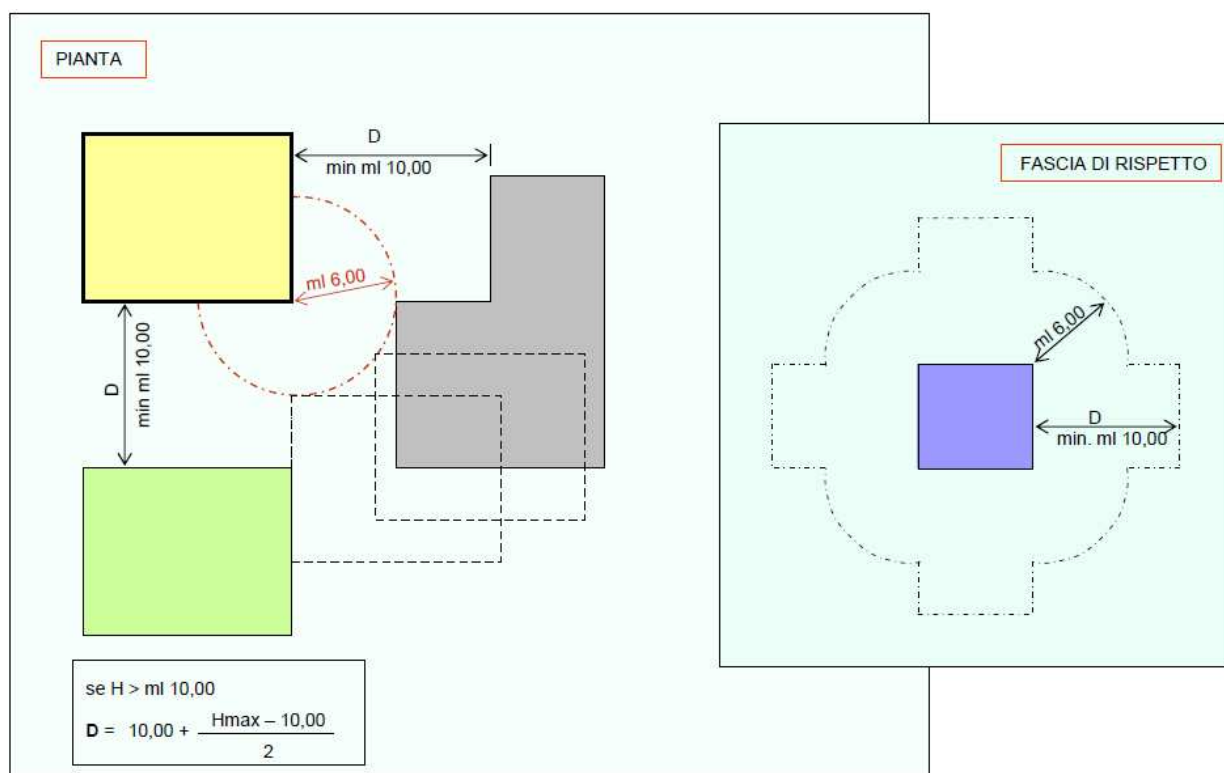 PIANTA
D
min ml 10,00
ml 6,00
D
min ml 10,00
se H > ml 10,00
D = 10,00 + Hmax – 10,00
2
FASCIA DI RISPETTO
ml 6,00
D
min. ml 10,00